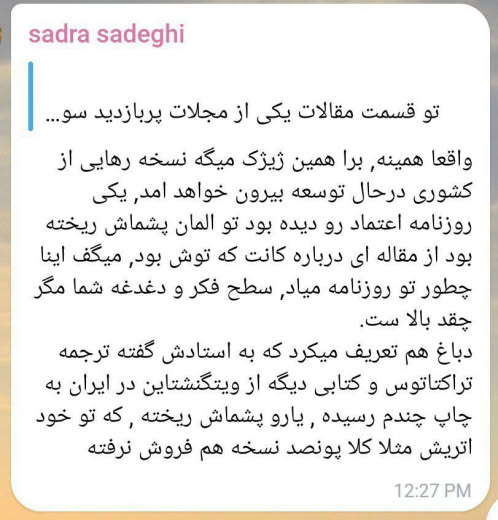 sadra sadeghi
تو قسمت مقالات یکی از مجلات پربازدید سو...
واقعا همینه, برا همین ژیژک میگه نسخه رهایی از
کشوری درحال توسعه بیرون خواهد امد, یکی
روزنامه اعتماد رو دیده بود تو المان پشماش ریخته
بود از مقاله ای درباره کانت که توش بود, میگف اینا
چطور تو روزنامه میاد, سطح فکر و دغدغه اما مگر
چقد بالا ست.
دباغ هم تعریف میکرد که به استادش گفته ترجمه
تراکتاتوس و کتابی دگه از ویتگنشتاین در ایران به
چاپ چندم رسیده, یارو پشماش ریخته , که تو خود
اتریش مثلا کلا پونصد نسخه هم فروش نرفته
12:27 PM